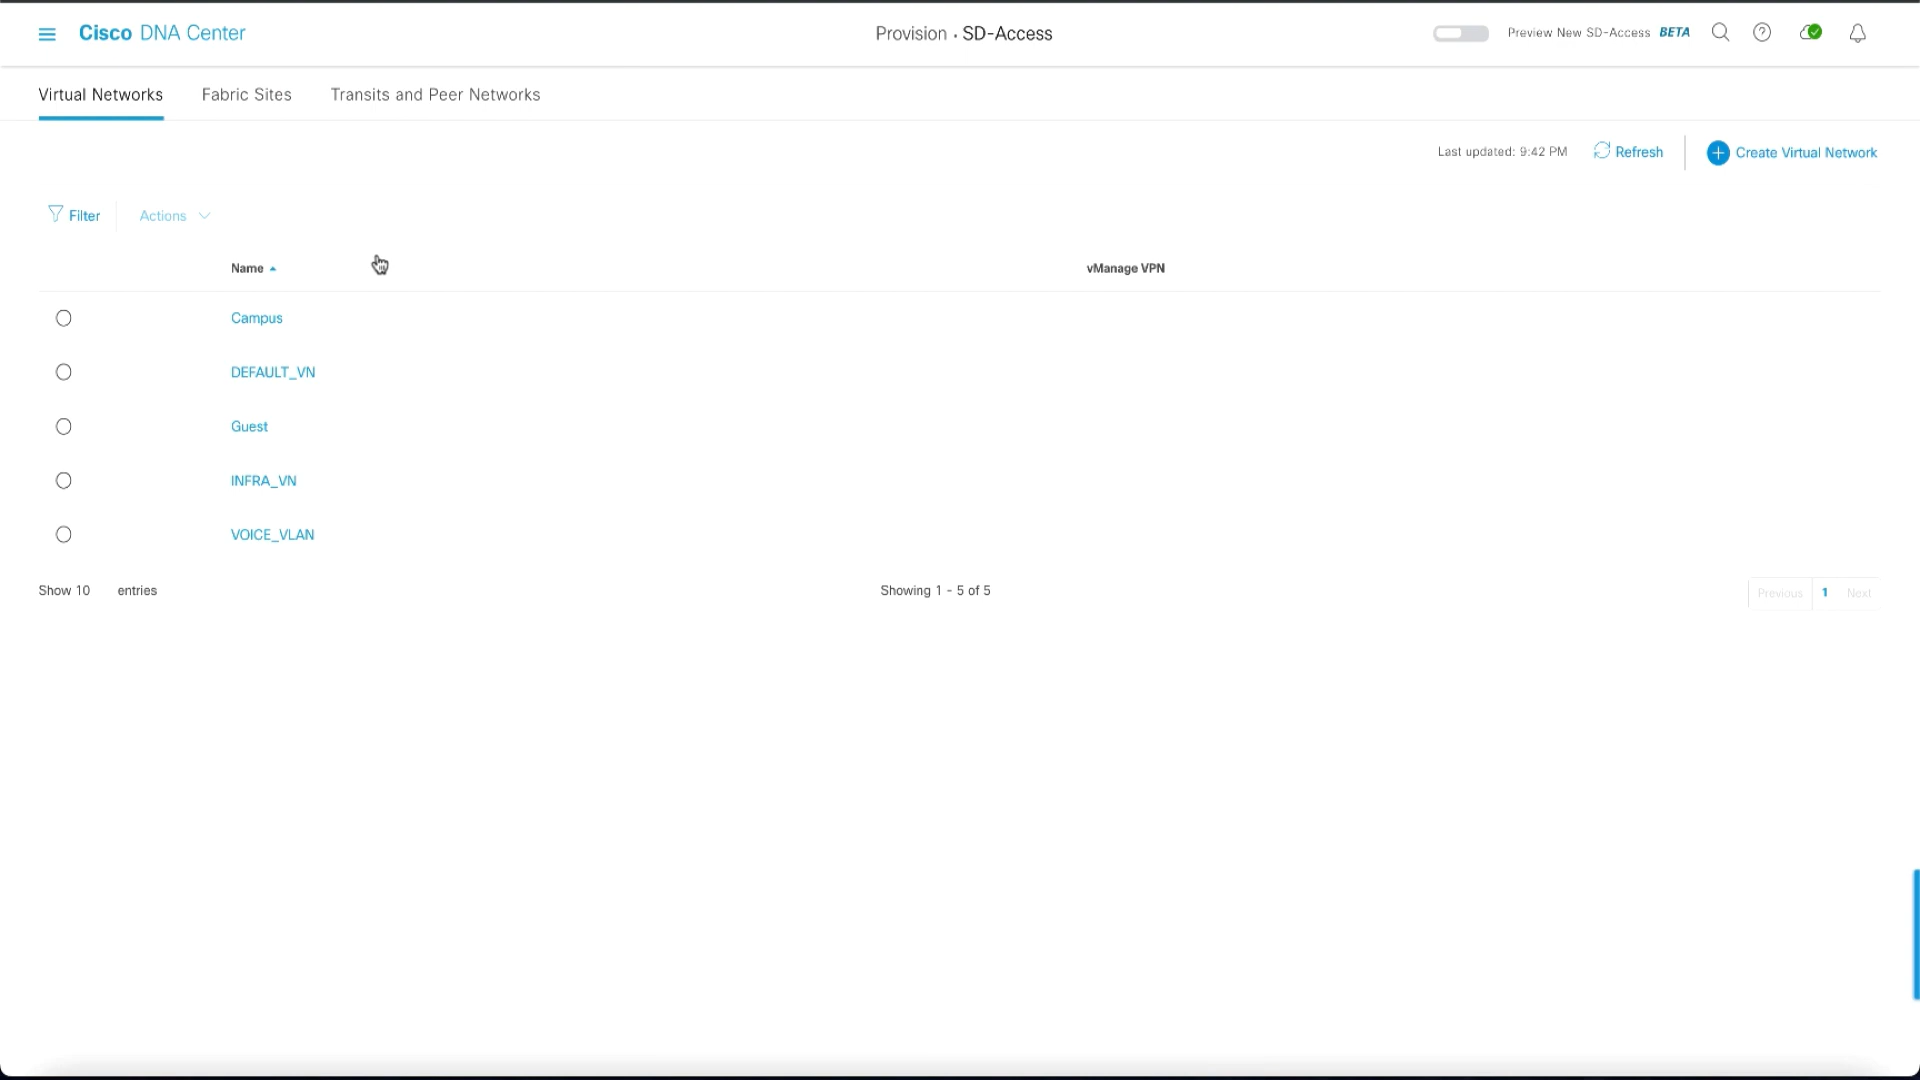 Cisco DNA Center
Provision · SD-Access
Preview New SD-Access BETA
Virtual Networks
Fabric Sites
Transits and Peer Networks
Last updated: 9:42 PM
Refresh
Create Virtual Network
Filter
Actions
Name
vManage VPN
Campus
DEFAULT_VN
Guest
INFRA_VN
VOICE_VLAN
Show 10 entries
Showing 1 - 5 of 5
Previous 1 Next